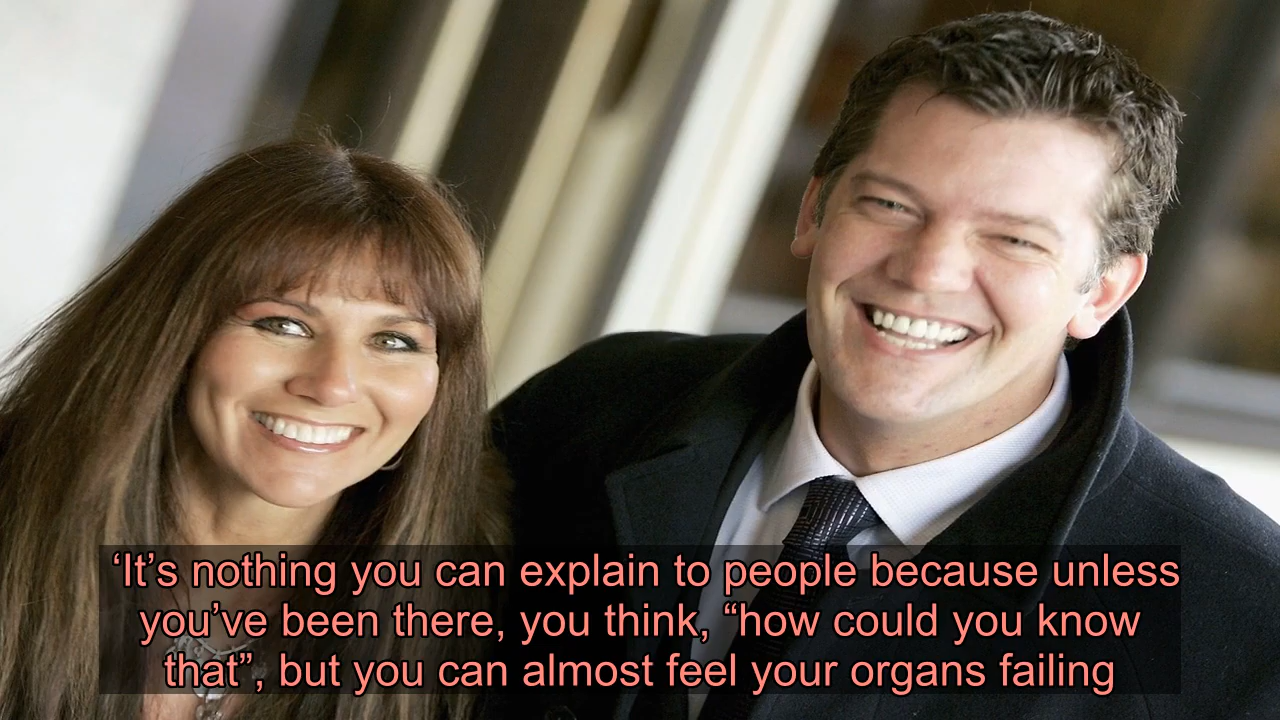 ‘It’s nothing you can explain to people because unless
you’ve been there, you think, “how could you know
that”, but you can almost feel your organs failing